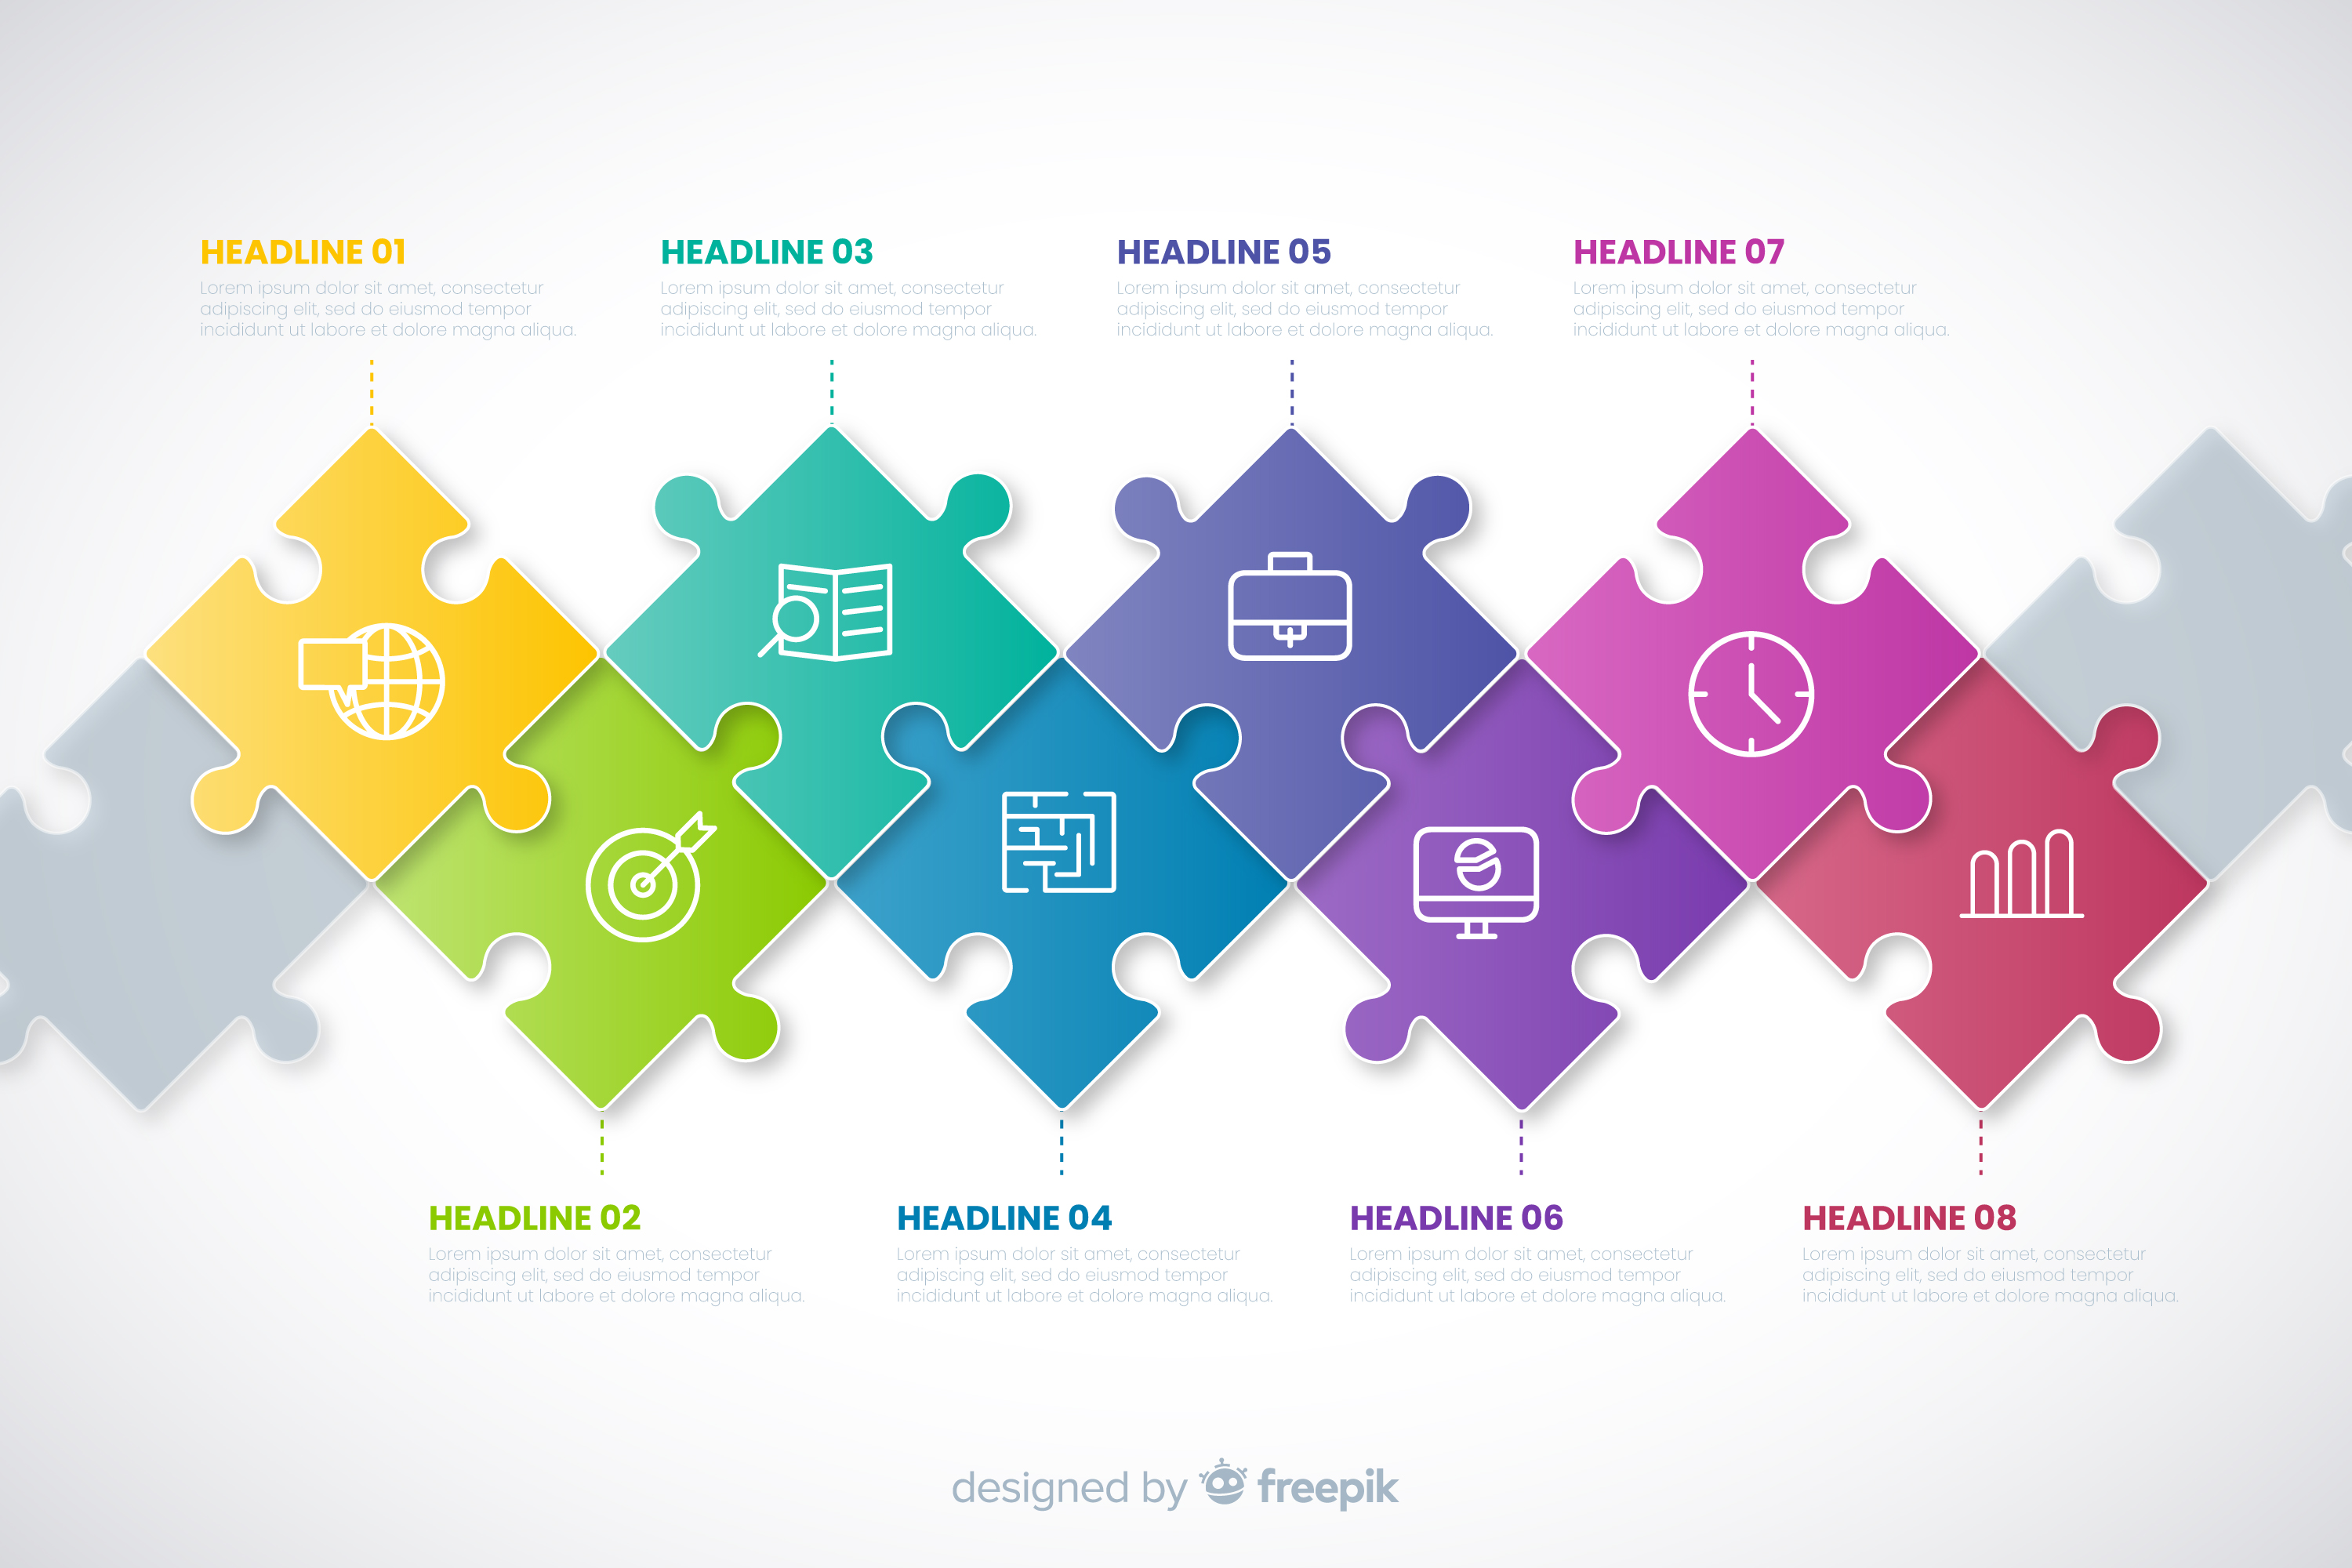 HEADLINE 01
Lorem ipsum dolor sit amet, consectetur
adipiscing elit, sed do eiusmod tempor
incididunt ut labore et dolore magna aliqua.
HEADLINE 03
Lorem ipsum dolor sit amet, consectetur
adipiscing elit, sed do eiusmod tempor
incididunt ut labore et dolore magna aliqua.
HEADLINE 05
Lorem ipsum dolor sit amet, consectetur
adipiscing elit, sed do eiusmod tempor
incididunt ut labore et dolore magna aliqua.
HEADLINE 07
Lorem ipsum dolor sit amet, consectetur
adipiscing elit, sed do eiusmod tempor
incididunt ut labore et dolore magna aliqua.
HEADLINE 02
Lorem ipsum dolor sit amet, consectetur
adipiscing elit, sed do eiusmod tempor
incididunt ut labore et dolore magna aliqua.
HEADLINE 04
Lorem ipsum dolor sit amet, consectetur
adipiscing elit, sed do eiusmod tempor
incididunt ut labore et dolore magna aliqua.
HEADLINE 06
Lorem ipsum dolor sit amet, consectetur
adipiscing elit, sed do eiusmod tempor
incididunt ut labore et dolore magna aliqua.
HEADLINE 08
Lorem ipsum dolor sit amet, consectetur
adipiscing elit, sed do eiusmod tempor
incididunt ut labore et dolore magna aliqua.
designed by freepik